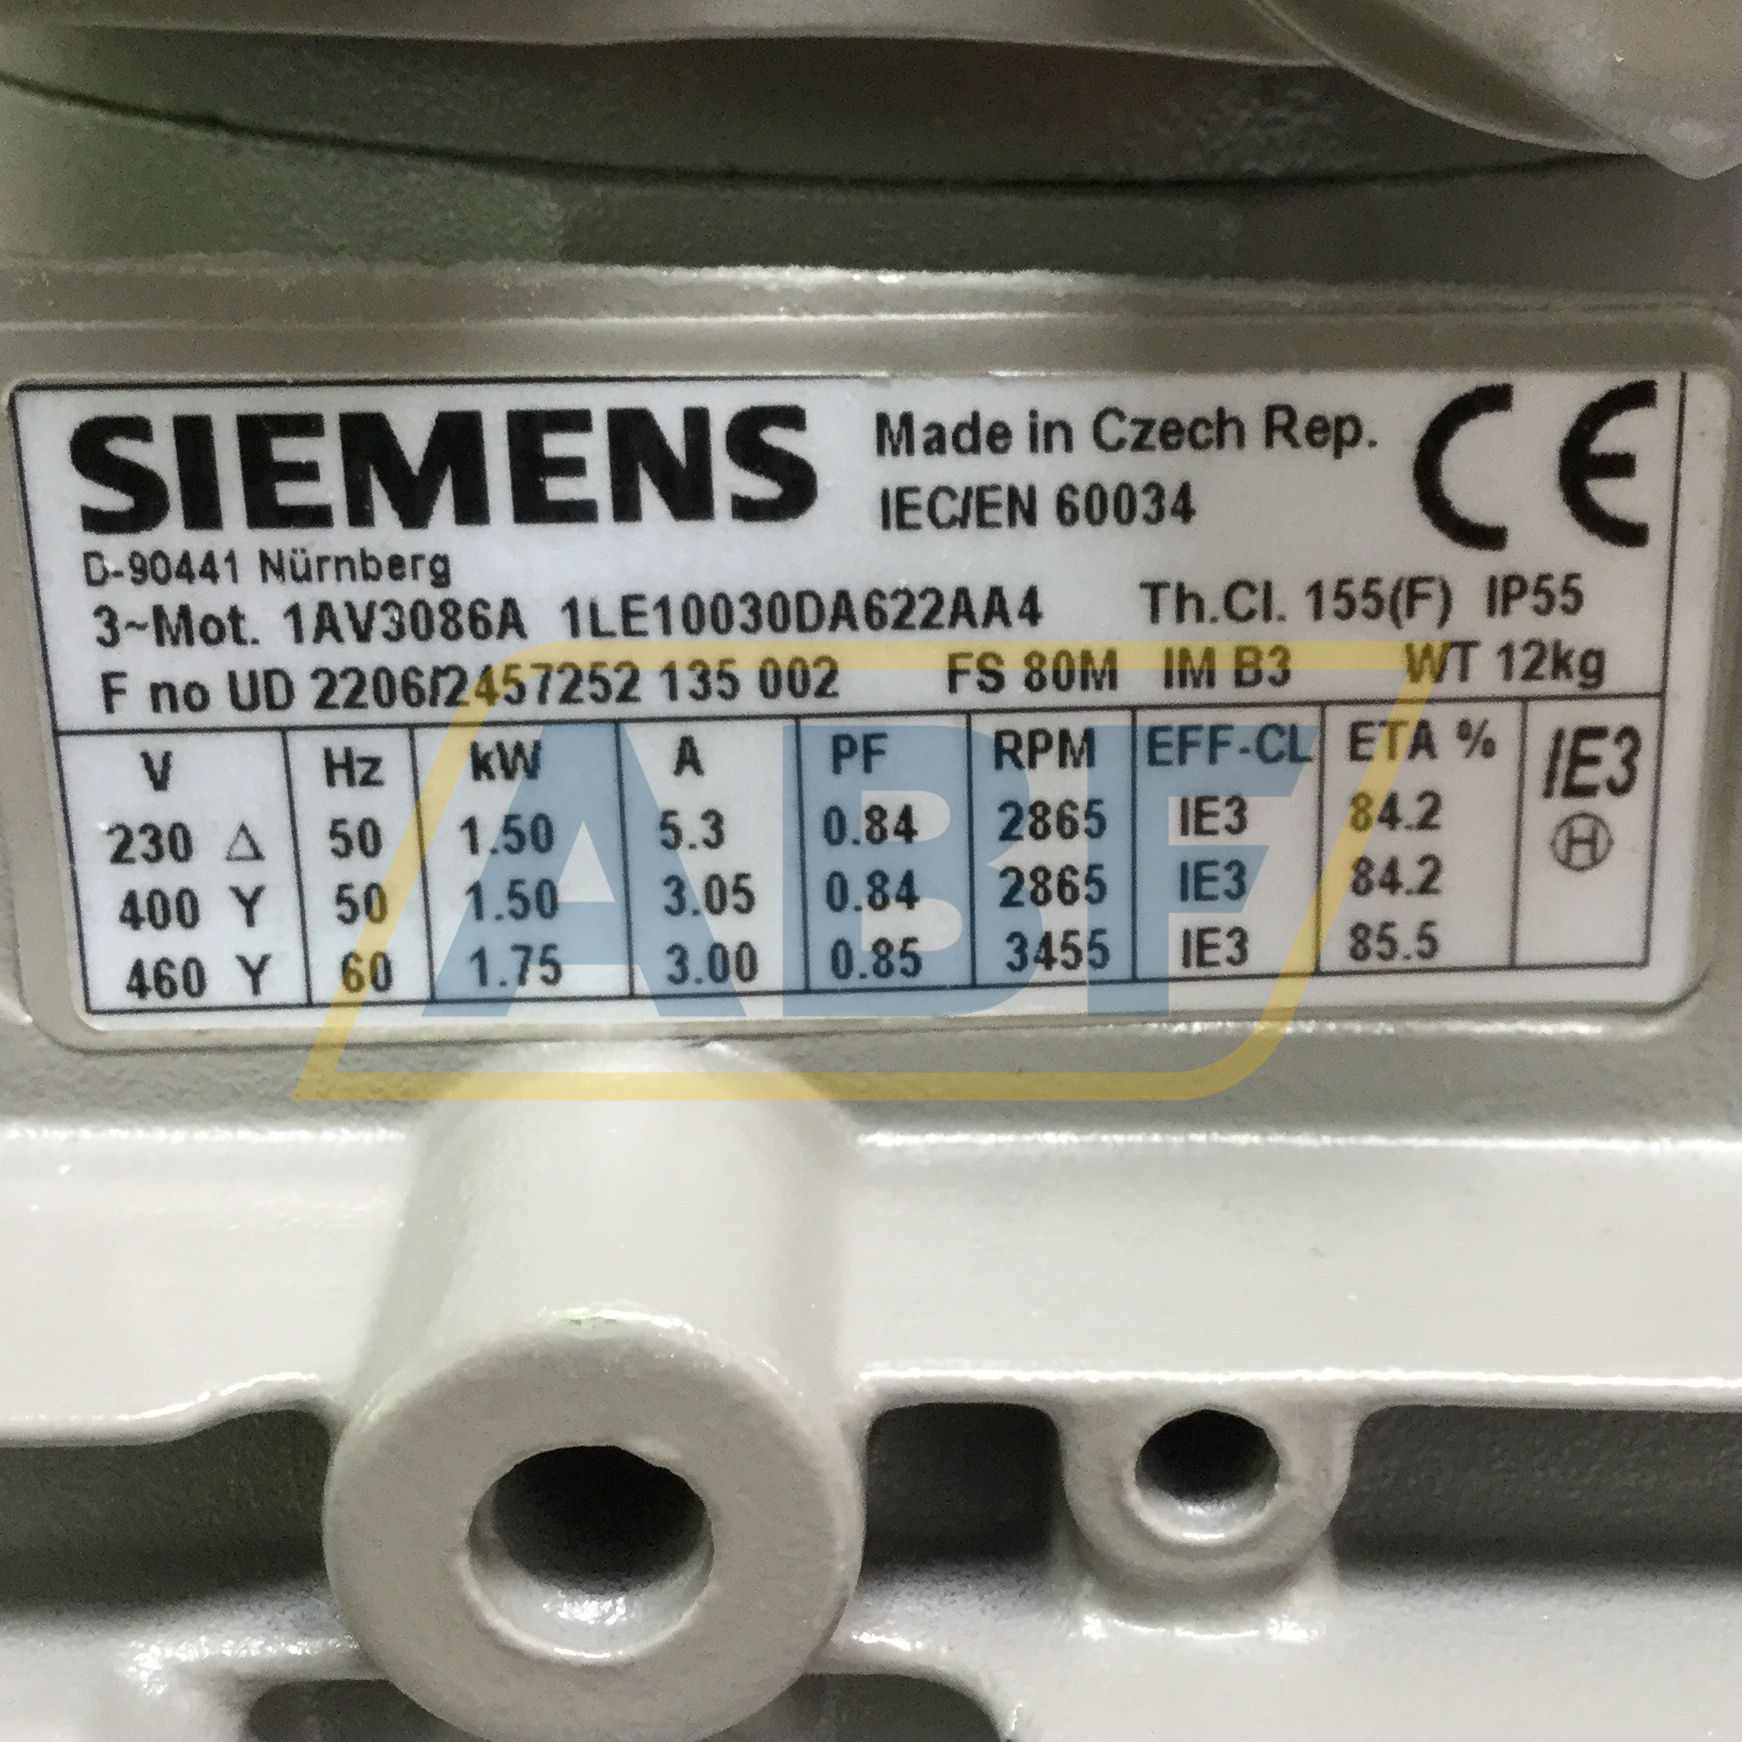 SIEMENS Made in Czech Rep. CE
IEC/EN 60034
D-90441 Nürnberg
3~Mot. 1AV3086A 1LE10030DA622AA4 Th.Cl. 155(F) IP55
F no UD 2206/2457252 135 002 FS 80M IM B3 WT 12kg
V Hz kW A PF RPM EFF-CL ETA % IE3
230 Δ 50 1.50 5.3 0.84 2865 IE3 84.2 H
400 Y 50 1.50 3.05 0.84 2865 IE3 84.2
460 Y 60 1.75 3.00 0.85 3455 IE3 85.5
ABF